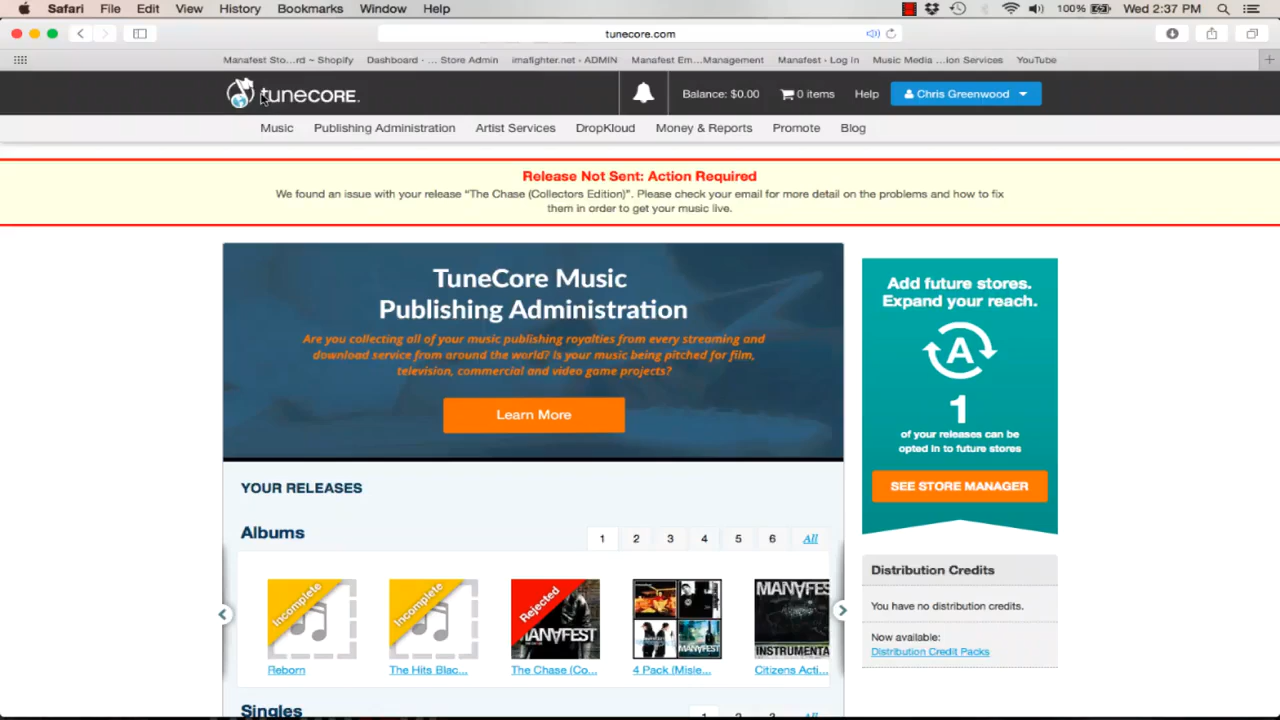 Safari File Edit View History Bookmarks Window Help 100% Wed 2:37 PM
tunecore.com
Manafest Sto...rd ~ Shopify Dashboard - ... Store Admin imafighter.net - ADMIN Manafest Em...Management Manafest - Log In Music Media...ion Services YouTube
tuneCORE. Balance: $0.00 0 items Help Chris Greenwood
Music Publishing Administration Artist Services DropKloud Money & Reports Promote Blog
Release Not Sent: Action Required
We found an issue with your release “The Chase (Collectors Edition)”. Please check your email for more detail on the problems and how to fix
them in order to get your music live.
TuneCore Music
Publishing Administration
Are you collecting all of your music publishing royalties from every streaming and
download service from around the world? Is your music being pitched for film,
television, commercial and video game projects?
Learn More
Add future stores.
Expand your reach.
A
1
of your releases can be
opted in to future stores
SEE STORE MANAGER
YOUR RELEASES
Albums 1 2 3 4 5 6 All
Incomplete Incomplete Rejected
MANAFEST MANAFEST
INSTRUMENTA
Reborn The Hits Blac... The Chase (Co... 4 Pack (Misle... Citizens Acti...
Distribution Credits
You have no distribution credits.
Now available:
Distribution Credit Packs
Singles 1 2 3 All